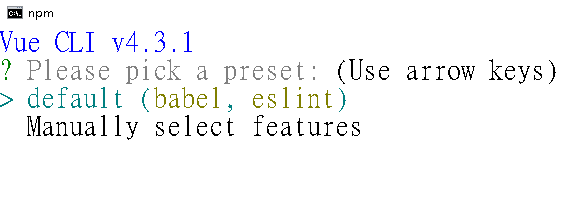 npm
Vue CLI v4.3.1
? Please pick a preset: (Use arrow keys)
> default (babel, eslint)
Manually select features